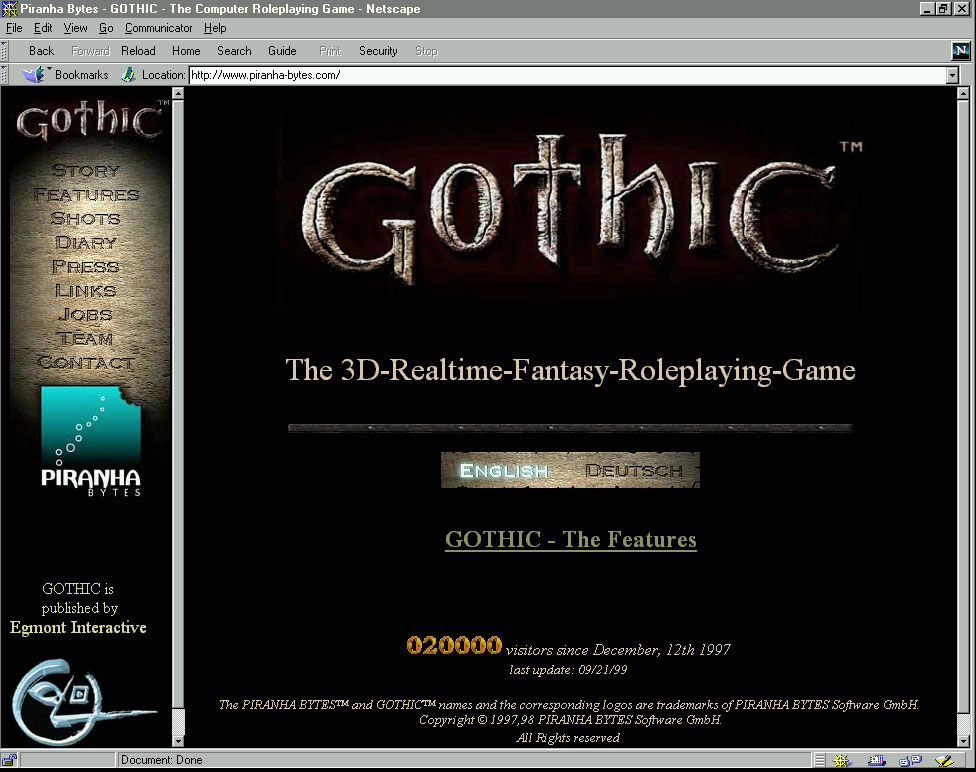 Piranha Bytes - GOTHIC - The Computer Roleplaying Game - Netscape
File Edit View Go Communicator Help
Back Forward Reload Home Search Guide Print Security Stop N
Bookmarks Location: http://www.piranha-bytes.com/
GOTHIC™
STORY
FEATURES
SHOTS
DIARY
PRESS
LINKS
JOBS
TEAM
CONTACT
PIRANHA
BYTES
GOTHIC is
published by
Egmont Interactive
GOTHIC™
The 3D-Realtime-Fantasy-Roleplaying-Game
ENGLISH DEUTSCH
GOTHIC - The Features
020000 visitors since December, 12th 1997
last update: 09/21/99
The PIRANHA BYTES™ and GOTHIC™ names and the corresponding logos are trademarks of PIRANHA BYTES Software GmbH.
Copyright © 1997,98 PIRANHA BYTES Software GmbH.
All Rights reserved
Document: Done